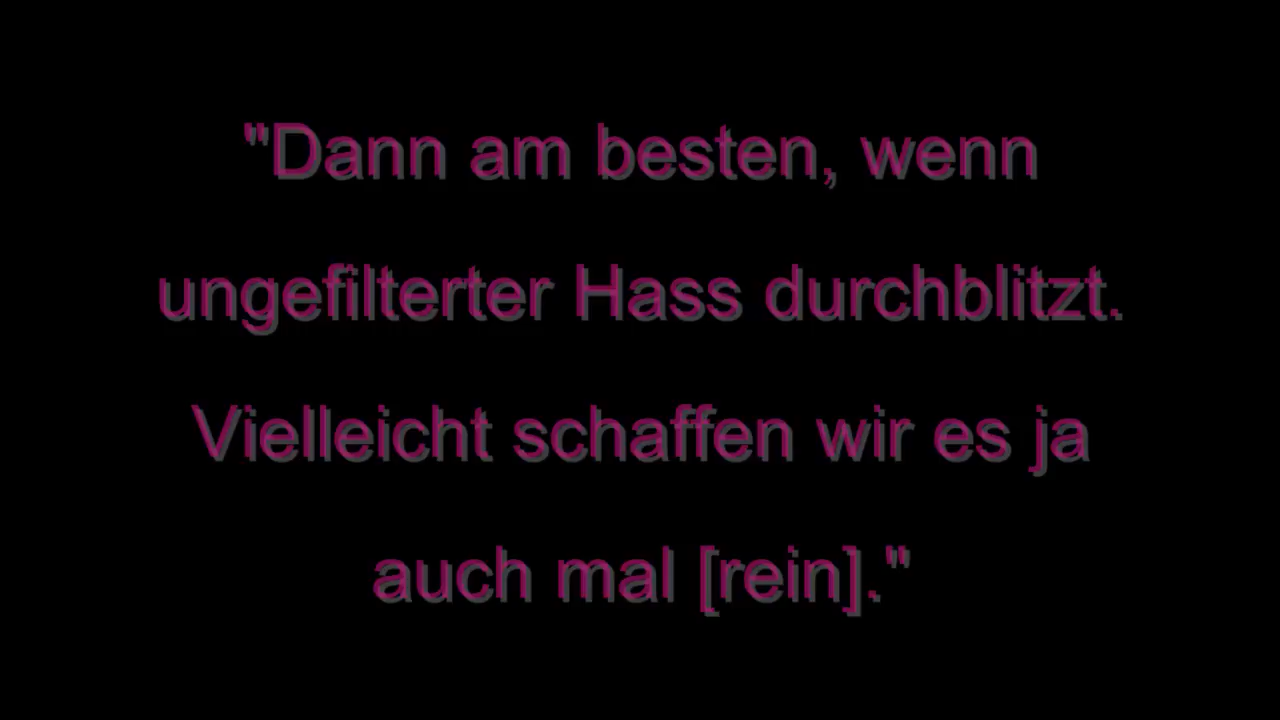 "Dann am besten, wenn
ungefilterter Hass durchblitzt.
Vielleicht schaffen wir es ja
auch mal [rein]."